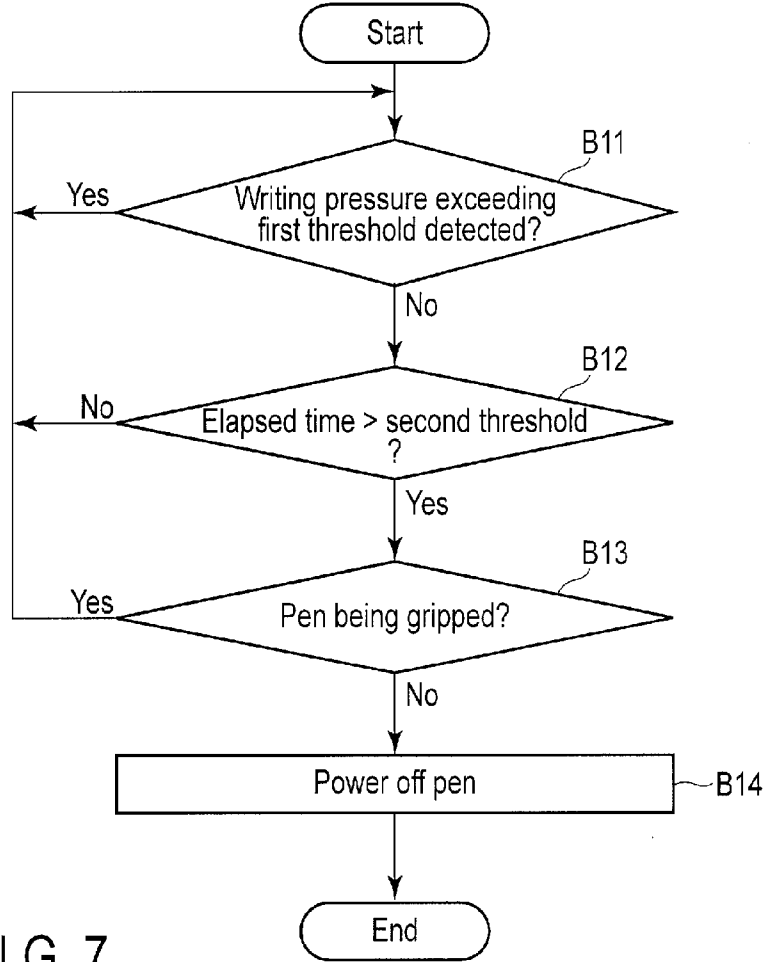 Start
B11
Yes
Writing pressure exceeding
first threshold detected?
No
B12
No
Elapsed time > second threshold
?
Yes
B13
Yes
Pen being gripped?
No
Power off pen
B14
End
G. 7